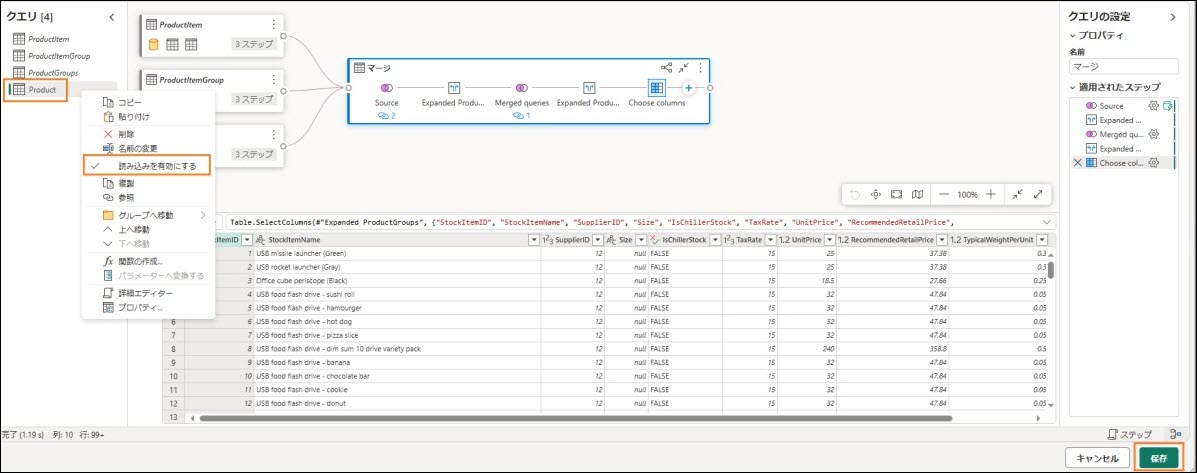 クエリ [4]
ProductItem
ProductItemGroup
ProductGroups
Product
コピー
貼り付け
削除
名前の変更
読み込みを有効にする
複製
参照
グループへ移動
上へ移動
下へ移動
関数の作成...
パラメーターへ変換する
詳細エディター
プロパティ...
ProductItem
3 ステップ
ProductItemGroup
3 ステップ
3 ステップ
マージ
Source
Expanded Produ...
Merged queries
Expanded Produ...
Choose columns
2
1
100%
Table.SelectColumns(#"Expanded ProductGroups", {"StockItemID", "StockItemName", "SupplierID", "Size", "IsChillerStock", "TaxRate", "UnitPrice", "RecommendedRetailPrice",
temID StockItemName 1²3 SupplierID Size IsChillerStock 1²3 TaxRate 1.2 UnitPrice 1.2 RecommendedRetailPrice 1.2 TypicalWeightPerUnit
1 USB missile launcher (Green) 12 null FALSE 15 25 37.38 0.3
2 USB rocket launcher (Gray) 12 null FALSE 15 25 37.38 0.3
3 Office cube periscope (Black) 12 null FALSE 15 18.5 27.66 0.25
4 USB food flash drive - sushi roll 12 null FALSE 15 32 47.84 0.05
5 USB food flash drive - hamburger 12 null FALSE 15 32 47.84 0.05
6 6 USB food flash drive - hot dog 12 null FALSE 15 32 47.84 0.05
7 7 USB food flash drive - pizza slice 12 null FALSE 15 32 47.84 0.05
8 8 USB food flash drive - dim sum 10 drive variety pack 12 null FALSE 15 240 358.8 0.5
9 9 USB food flash drive - banana 12 null FALSE 15 32 47.84 0.05
10 10 USB food flash drive - chocolate bar 12 null FALSE 15 32 47.84 0.05
11 11 USB food flash drive - cookie 12 null FALSE 15 32 47.84 0.05
12 12 USB food flash drive - donut 12 null FALSE 15 32 47.84 0.05
13
クエリの設定
プロパティ
名前
マージ
適用されたステップ
Source
Expanded ...
Merged qu...
Expanded ...
Choose col...
完了 (1.19 s) 列: 10 行: 99+
ステップ
キャンセル
保存